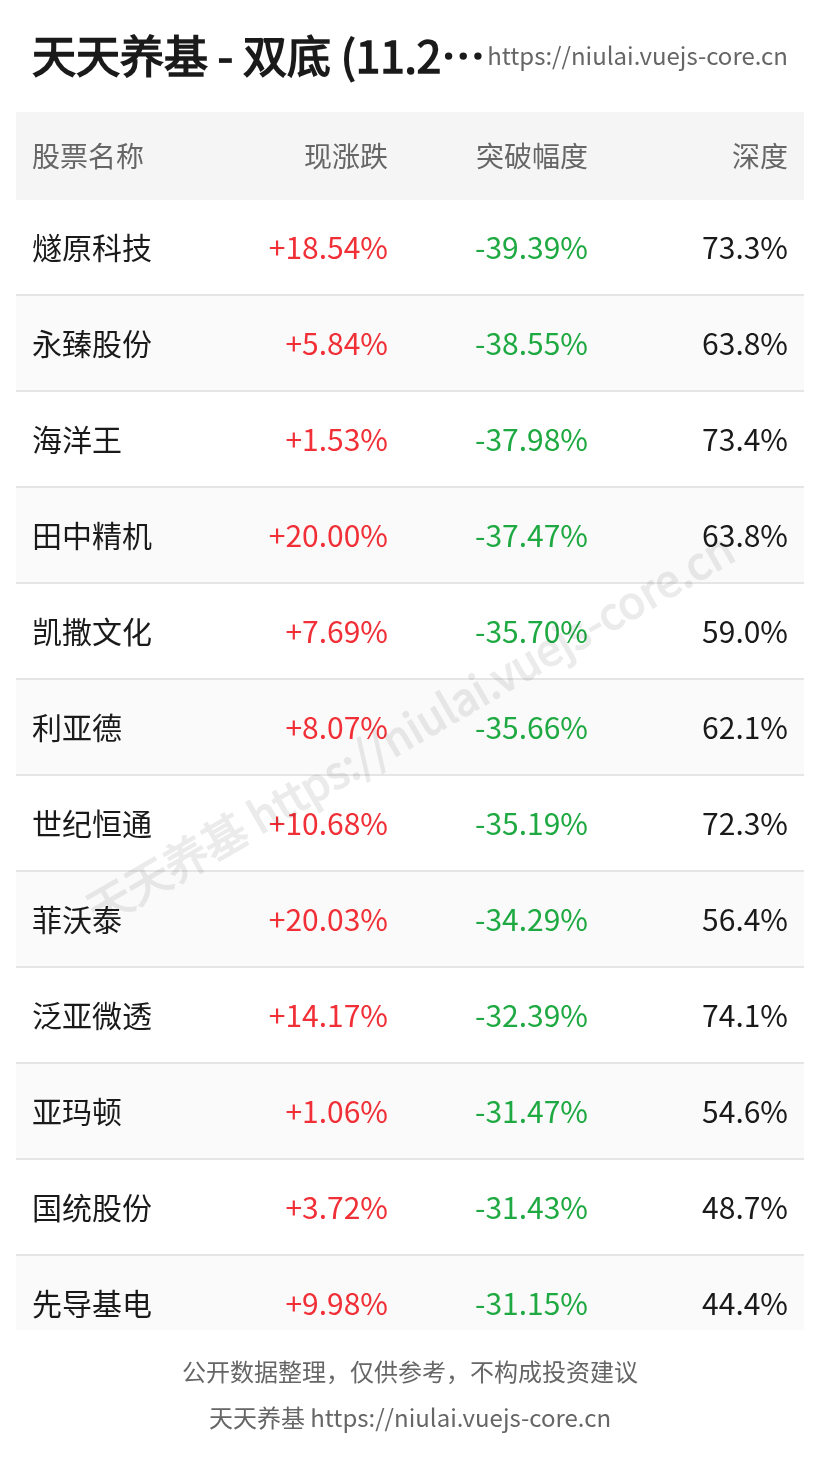 天天养基 - 双底 (11.2… https://niulai.vuejs-core.cn
股票名称 现涨跌 突破幅度 深度
燧原科技 +18.54% -39.39% 73.3%
永臻股份 +5.84% -38.55% 63.8%
海洋王 +1.53% -37.98% 73.4%
田中精机 +20.00% -37.47% 63.8%
凯撒文化 +7.69% -35.70% 59.0%
利亚德 +8.07% -35.66% 62.1%
世纪恒通 +10.68% -35.19% 72.3%
菲沃泰 +20.03% -34.29% 56.4%
泛亚微透 +14.17% -32.39% 74.1%
亚玛顿 +1.06% -31.47% 54.6%
国统股份 +3.72% -31.43% 48.7%
先导基电 +9.98% -31.15% 44.4%
天天养基 https://niulai.vuejs-core.cn
公开数据整理，仅供参考，不构成投资建议
天天养基 https://niulai.vuejs-core.cn